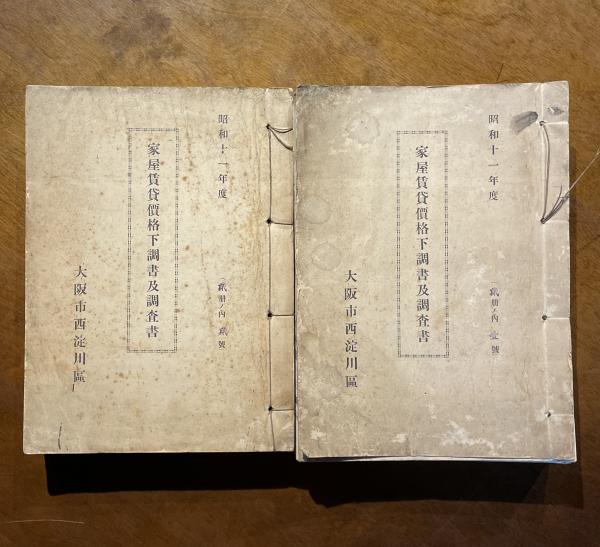 昭和十一年度
貳册ノ內壹號
家屋賃貸價格下調書及調査書
大阪市西淀川區
昭和十一年度
貳册ノ內貳號
家屋賃貸價格下調書及調査書
大阪市西淀川區